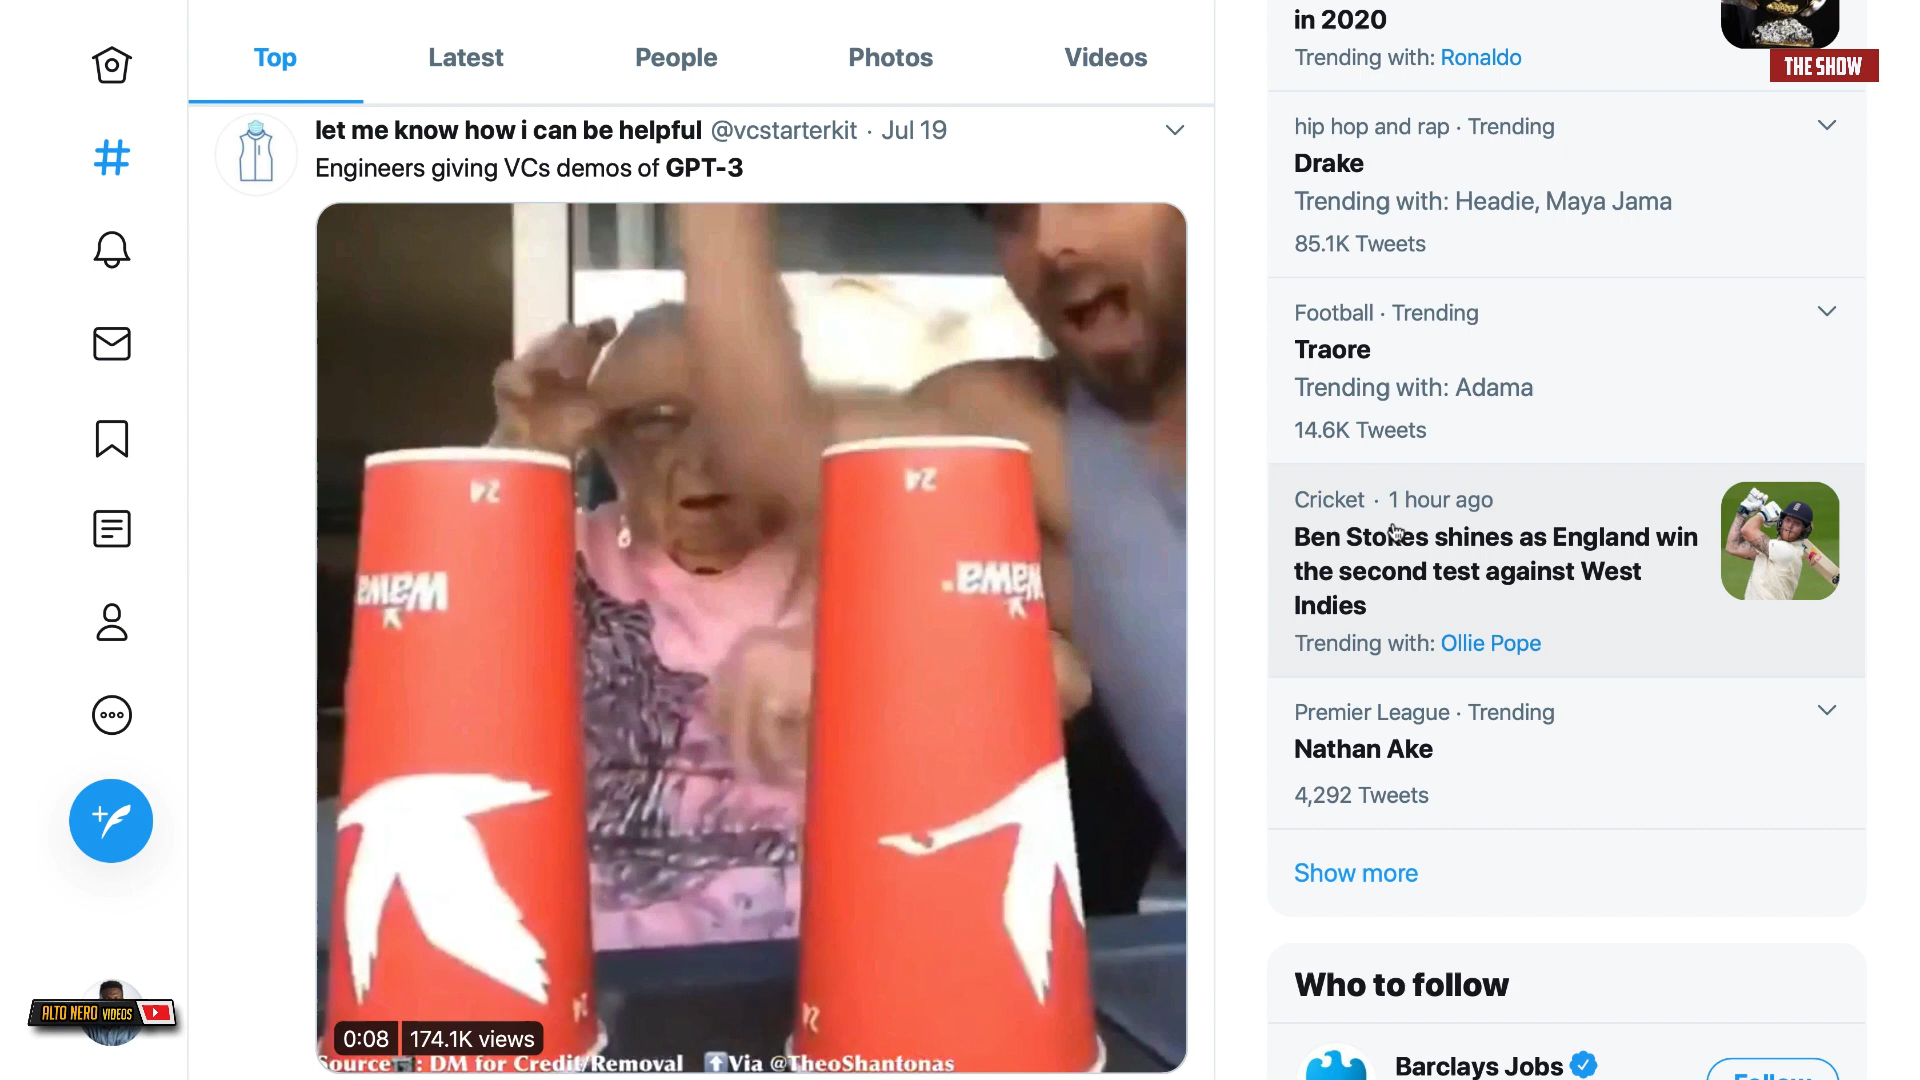 Top
Latest
People
Photos
Videos
let me know how i can be helpful @vcstarterkit · Jul 19
Engineers giving VCs demos of GPT-3
24
24
Wawa
Wawa
0:08
174.1K views
Source : DM for Credit/Removal Via @TheoShantonas
in 2020
Trending with: Ronaldo
THE SHOW
hip hop and rap · Trending
Drake
Trending with: Headie, Maya Jama
85.1K Tweets
Football · Trending
Traore
Trending with: Adama
14.6K Tweets
Cricket · 1 hour ago
Ben Stokes shines as England win
the second test against West
Indies
Trending with: Ollie Pope
Premier League · Trending
Nathan Ake
4,292 Tweets
Show more
Who to follow
Barclays Jobs
Follow
ALTO NERO VIDEOS